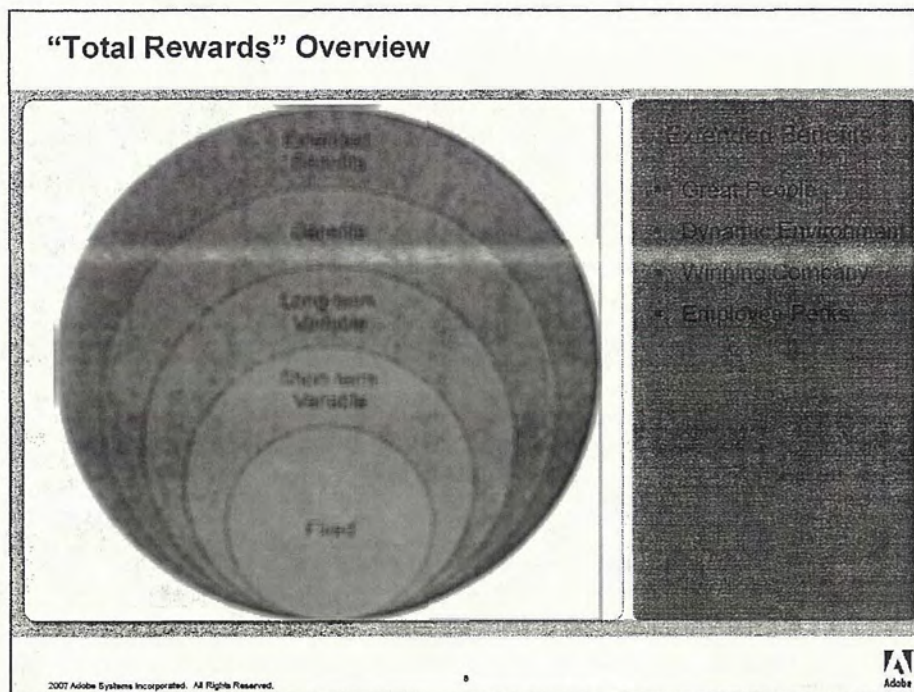 “Total Rewards” Overview
Extended
Benefits
Benefits
Long-term
Variable
Short-term
Variable
Fixed
Extended Benefits
• Great People
• Dynamic Environment
• Winning Company
• Employee Perks
2007 Adobe Systems Incorporated. All Rights Reserved.
8
Adobe